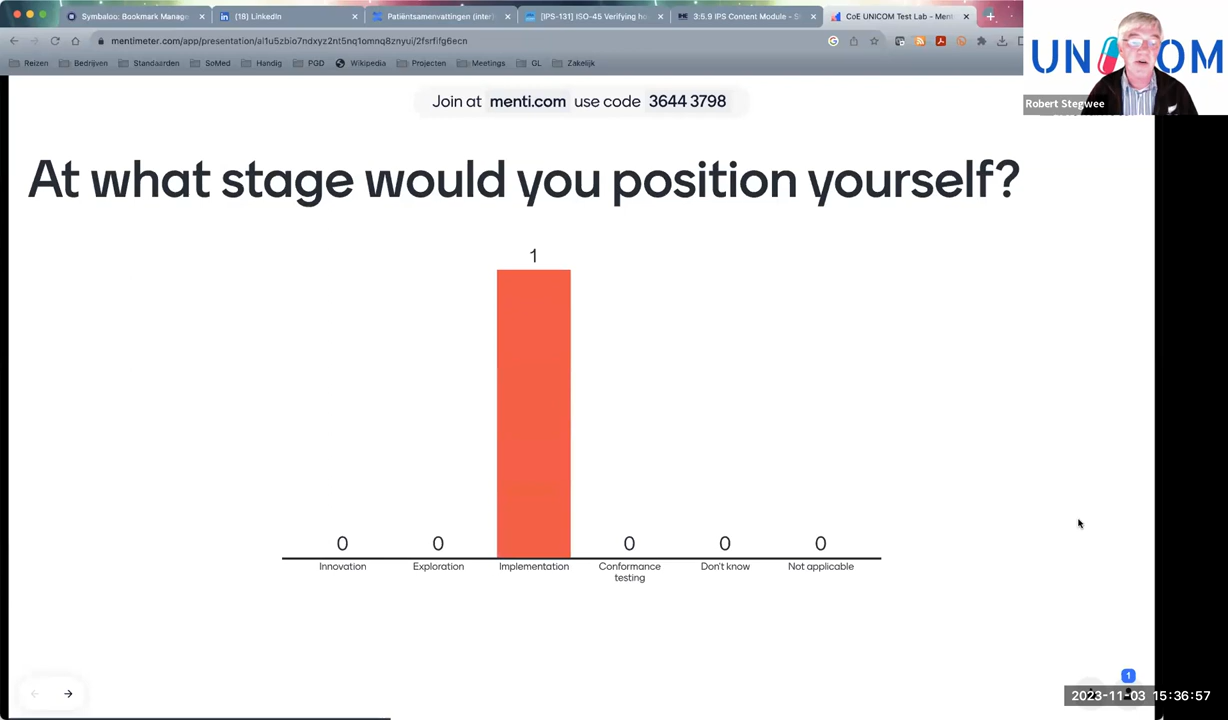 Symbaloo: Bookmark Manage
(18) LinkedIn
Patiëntsamenvattingen (inter
[IPS-131] ISO-45 Verifying ho
3:5.9 IPS Content Module - S
CoE UNICOM Test Lab - Ment
mentimeter.com/app/presentation/al1u5zbio7ndxyz2nt5nq1omnq8znyui/2fsrfifg6ecn
Reizen
Bedrijven
Standaarden
SoMed
Handig
PGD
Wikipedia
Projecten
Meetings
GL
Zakelijk
UNICOM
Robert Stegwee
Join at menti.com use code 3644 3798
At what stage would you position yourself?
1
0 0 0 0 0
Innovation Exploration Implementation Conformance testing Don't know Not applicable
1
2023-11-03 15:36:57